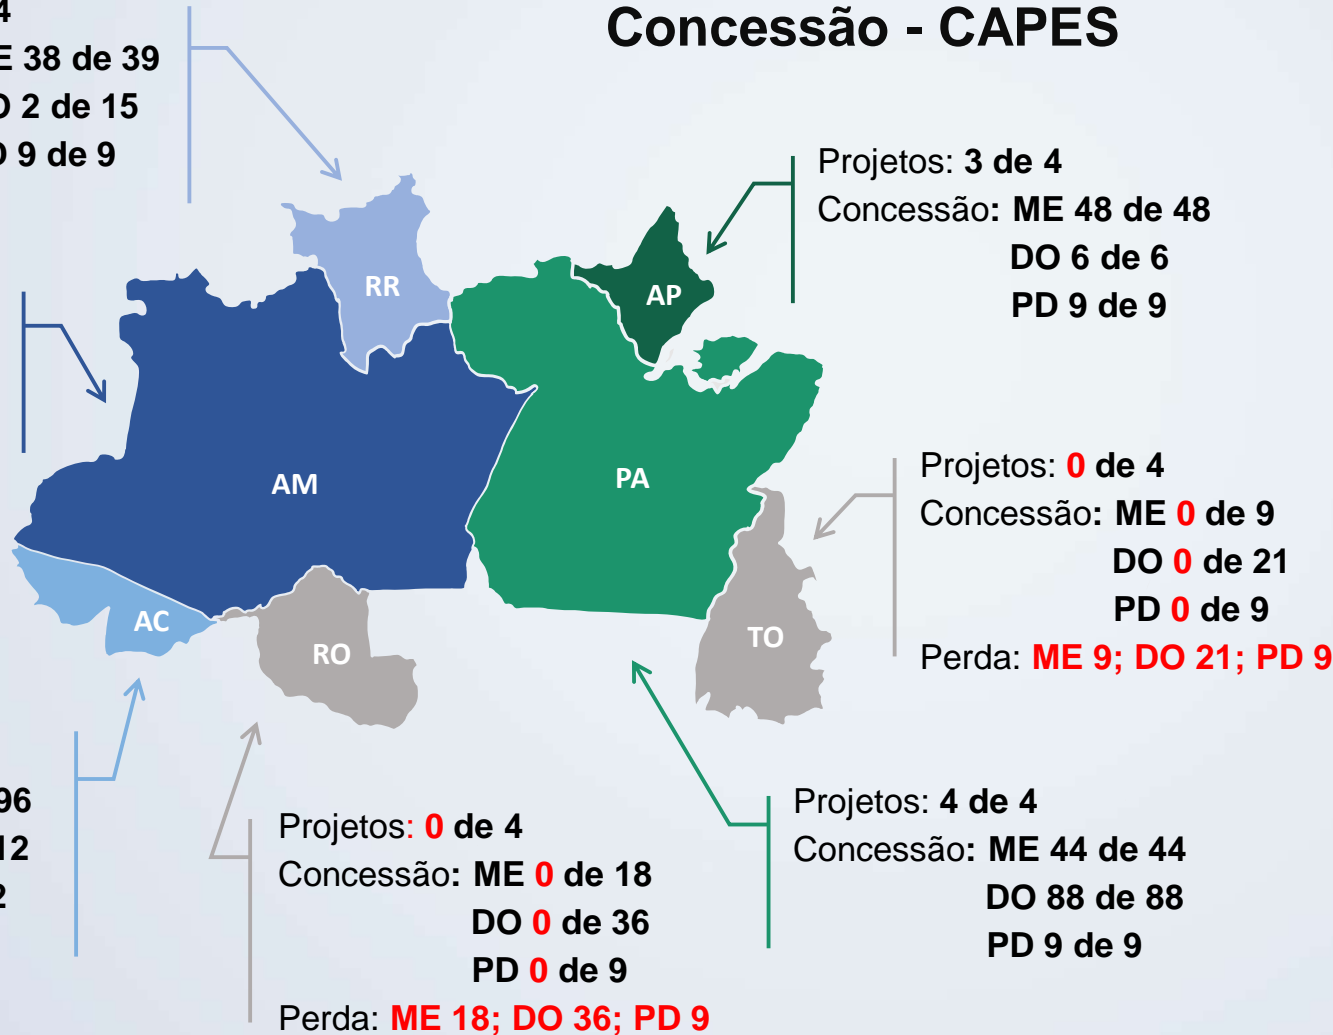 Concessão - CAPES
4
E 38 de 39
O 2 de 15
D 9 de 9
Projetos: 3 de 4
Concessão: ME 48 de 48
DO 6 de 6
PD 9 de 9
RR
AP
AM
PA
Projetos: 0 de 4
Concessão: ME 0 de 9
DO 0 de 21
PD 0 de 9
Perda: ME 9; DO 21; PD 9
AC
RO
TO
96
12
2
Projetos: 0 de 4
Concessão: ME 0 de 18
DO 0 de 36
PD 0 de 9
Perda: ME 18; DO 36; PD 9
Projetos: 4 de 4
Concessão: ME 44 de 44
DO 88 de 88
PD 9 de 9